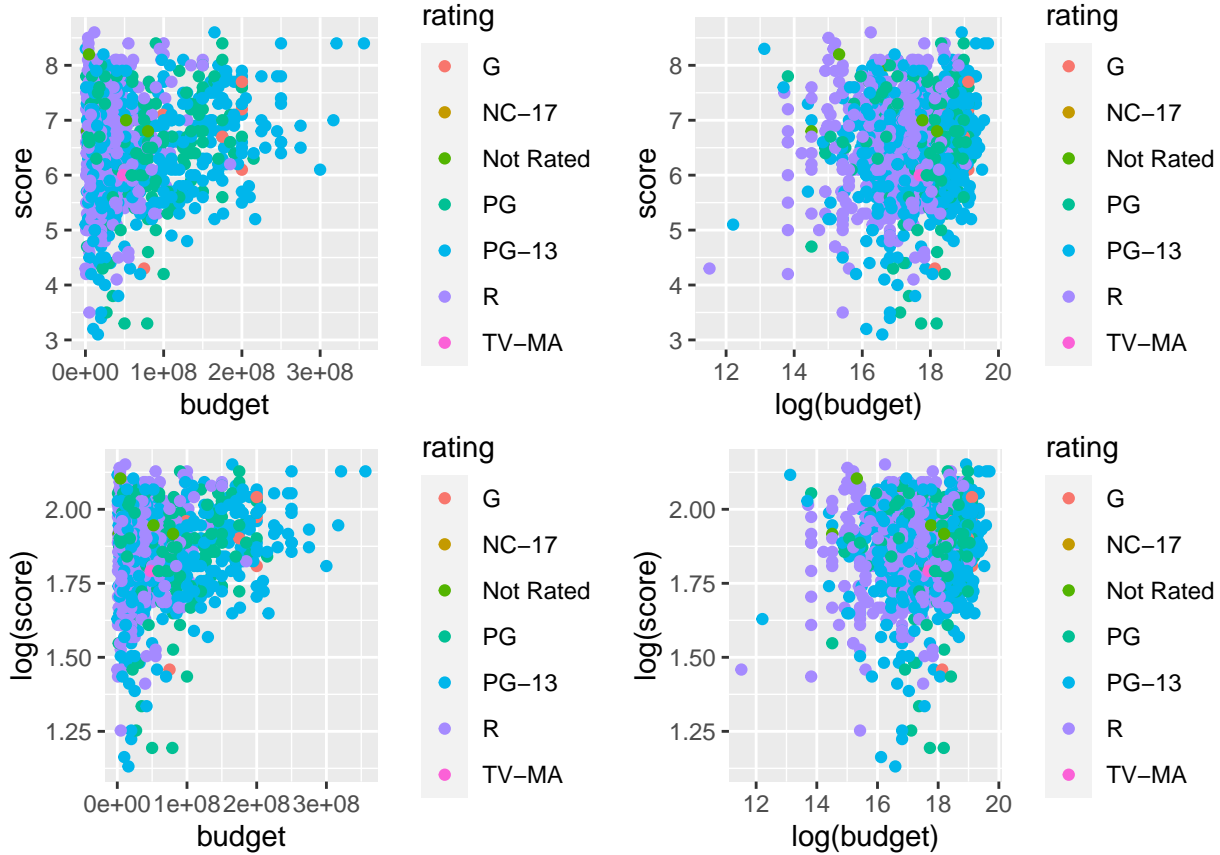 rating
G
NC−17
Not Rated
PG
PG−13
R
TV−MA
score
8
7
6
5
4
3
0e+00 1e+08 2e+08 3e+08
budget
rating
G
NC−17
Not Rated
PG
PG−13
R
TV−MA
score
8
7
6
5
4
3
12 14 16 18 20
log(budget)
rating
G
NC−17
Not Rated
PG
PG−13
R
TV−MA
log(score)
2.00
1.75
1.50
1.25
0e+00 1e+08 2e+08 3e+08
budget
rating
G
NC−17
Not Rated
PG
PG−13
R
TV−MA
log(score)
2.00
1.75
1.50
1.25
12 14 16 18 20
log(budget)